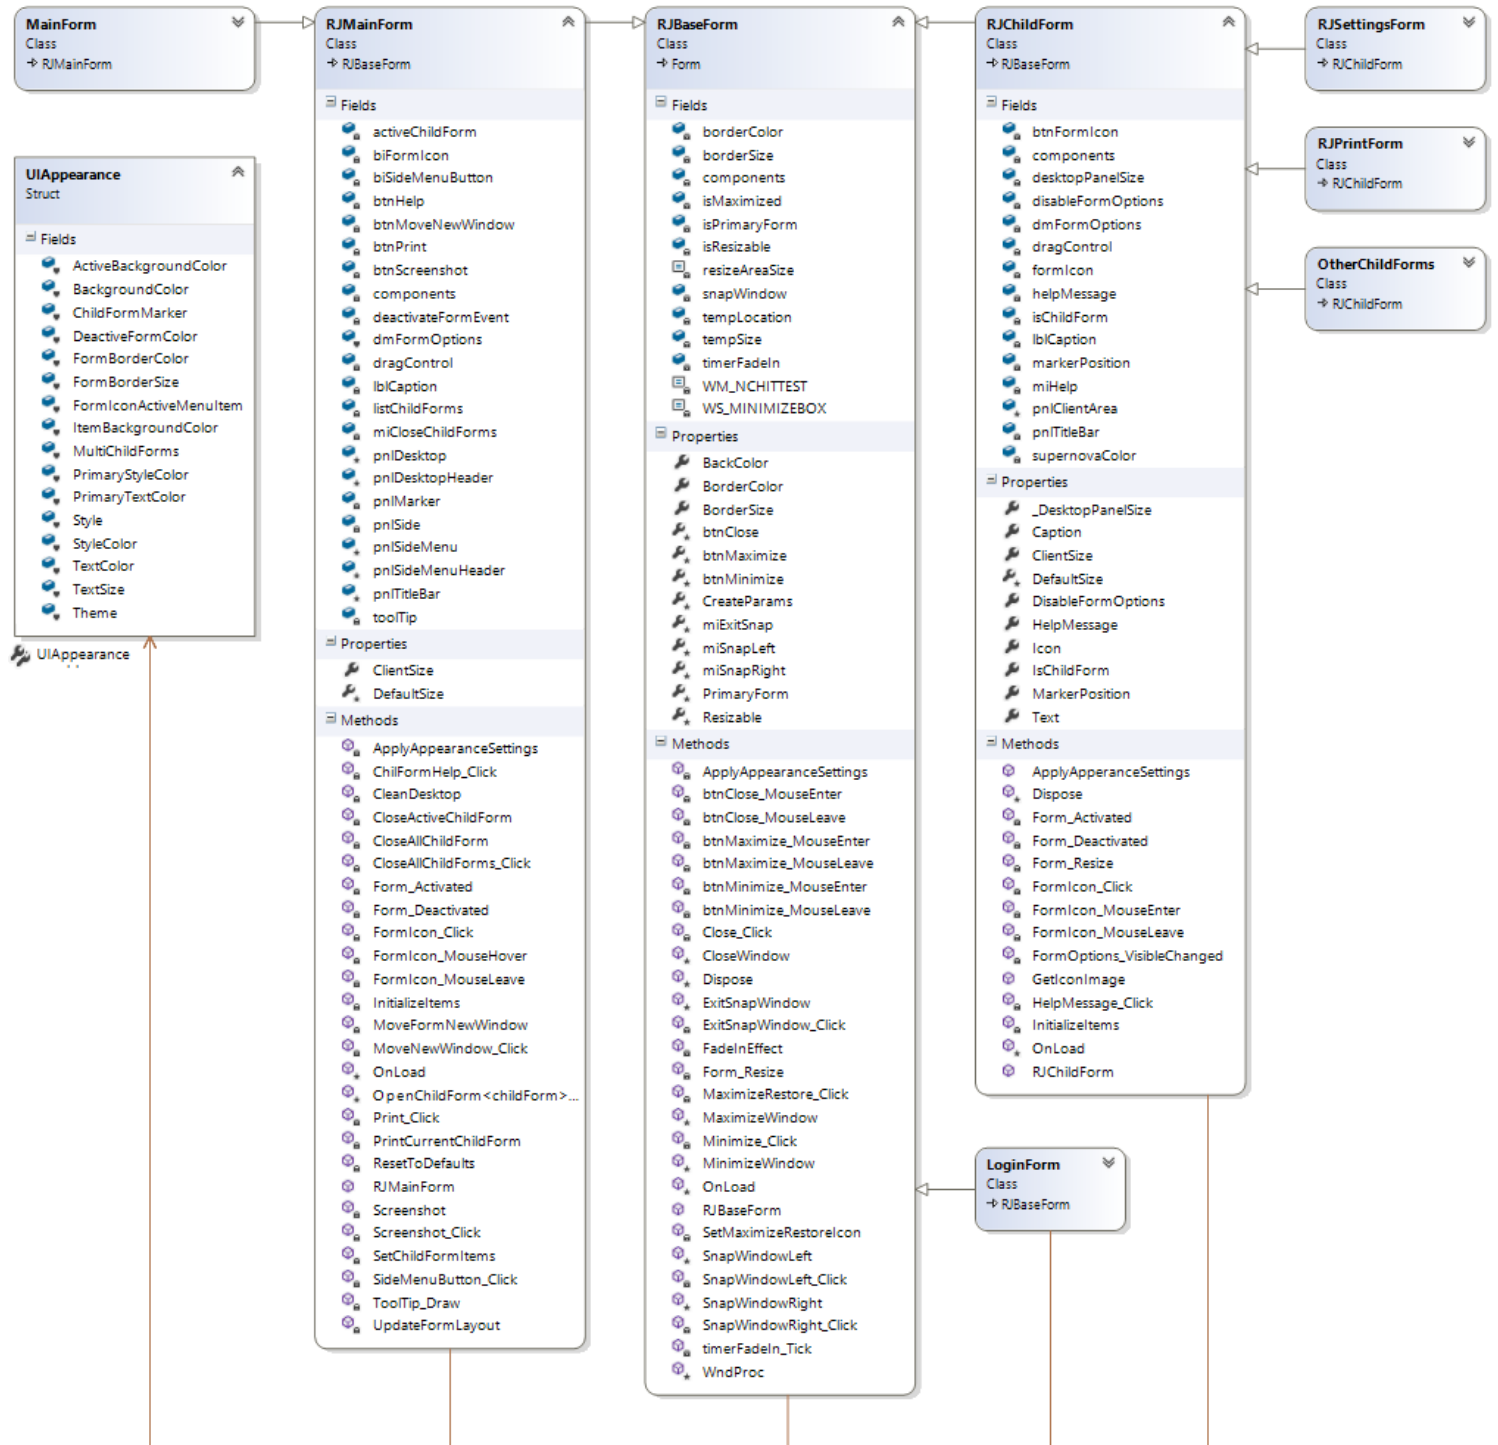 MainForm
Class
RJMainForm
UIAppearance
Struct
Fields
ActiveBackgroundColor
BackgroundColor
ChildFormMarker
DeactiveFormColor
FormBorderColor
FormBorderSize
FormIconActiveMenuItem
ItemBackgroundColor
MultiChildForms
PrimaryStyleColor
PrimaryTextColor
Style
StyleColor
TextColor
TextSize
Theme
UIAppearance
RJMainForm
Class
RJBaseForm
Fields
activeChildForm
biFormIcon
biSideMenuButton
btnHelp
btnMoveNewWindow
btnPrint
btnScreenshot
components
deactivateFormEvent
dmFormOptions
dragControl
lblCaption
listChildForms
miCloseChildForms
pnlDesktop
pnlDesktopHeader
pnlMarker
pnlSide
pnlSideMenu
pnlSideMenuHeader
pnlTitleBar
toolTip
Properties
ClientSize
DefaultSize
Methods
ApplyAppearanceSettings
ChilFormHelp_Click
CleanDesktop
CloseActiveChildForm
CloseAllChildForm
CloseAllChildForms_Click
Form_Activated
Form_Deactivated
FormIcon_Click
FormIcon_MouseHover
FormIcon_MouseLeave
InitializeItems
MoveFormNewWindow
MoveNewWindow_Click
OnLoad
OpenChildForm<childForm>...
Print_Click
PrintCurrentChildForm
ResetToDefaults
RJMainForm
Screenshot
Screenshot_Click
SetChildFormItems
SideMenuButton_Click
ToolTip_Draw
UpdateFormLayout
RJBaseForm
Class
Form
Fields
borderColor
borderSize
components
isMaximized
isPrimaryForm
isResizable
resizeAreaSize
snapWindow
tempLocation
tempSize
timerFadeIn
WM_NCHITTEST
WS_MINIMIZEBOX
Properties
BackColor
BorderColor
BorderSize
btnClose
btnMaximize
btnMinimize
CreateParams
miExitSnap
miSnapLeft
miSnapRight
PrimaryForm
Resizable
Methods
ApplyAppearanceSettings
btnClose_MouseEnter
btnClose_MouseLeave
btnMaximize_MouseEnter
btnMaximize_MouseLeave
btnMinimize_MouseEnter
btnMinimize_MouseLeave
Close_Click
CloseWindow
Dispose
ExitSnapWindow
ExitSnapWindow_Click
FadeInEffect
Form_Resize
MaximizeRestore_Click
MaximizeWindow
Minimize_Click
MinimizeWindow
OnLoad
RJBaseForm
SetMaximizeRestoreIcon
SnapWindowLeft
SnapWindowLeft_Click
SnapWindowRight
SnapWindowRight_Click
timerFadeIn_Tick
WndProc
RJChildForm
Class
RJBaseForm
Fields
btnFormIcon
components
desktopPanelSize
disableFormOptions
dmFormOptions
dragControl
formIcon
helpMessage
isChildForm
lblCaption
markerPosition
miHelp
pnlClientArea
pnlTitleBar
supernovaColor
Properties
_DesktopPanelSize
Caption
ClientSize
DefaultSize
DisableFormOptions
HelpMessage
Icon
IsChildForm
MarkerPosition
Text
Methods
ApplyApperanceSettings
Dispose
Form_Activated
Form_Deactivated
Form_Resize
FormIcon_Click
FormIcon_MouseEnter
FormIcon_MouseLeave
FormOptions_VisibleChanged
GetIconImage
HelpMessage_Click
InitializeItems
OnLoad
RJChildForm
LoginForm
Class
RJBaseForm
RJSettingsForm
Class
RJChildForm
RJPrintForm
Class
RJChildForm
OtherChildForms
Class
RJChildForm